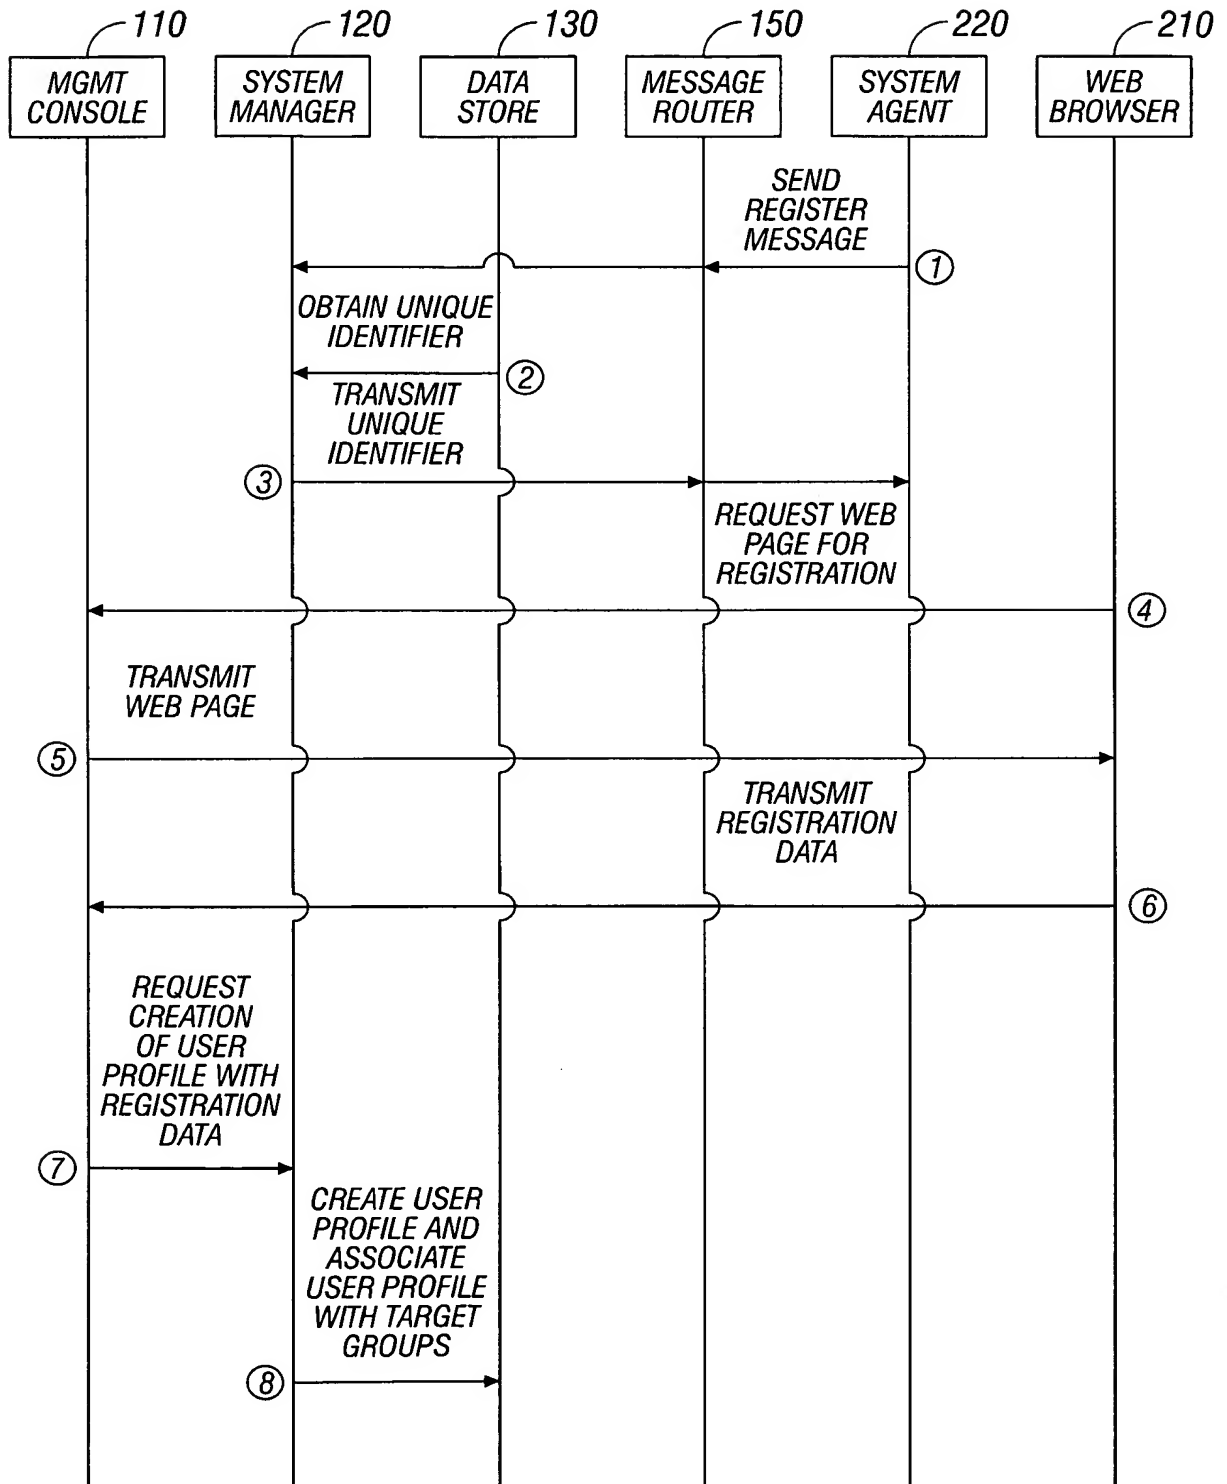 110
120
130
150
220
210
MGMT
CONSOLE
SYSTEM
MANAGER
DATA
STORE
MESSAGE
ROUTER
SYSTEM
AGENT
WEB
BROWSER
SEND
REGISTER
MESSAGE
1
OBTAIN UNIQUE
IDENTIFIER
2
TRANSMIT
UNIQUE
IDENTIFIER
3
REQUEST WEB
PAGE FOR
REGISTRATION
4
TRANSMIT
WEB PAGE
5
TRANSMIT
REGISTRATION
DATA
6
REQUEST
CREATION
OF USER
PROFILE WITH
REGISTRATION
DATA
7
CREATE USER
PROFILE AND
ASSOCIATE
USER PROFILE
WITH TARGET
GROUPS
8